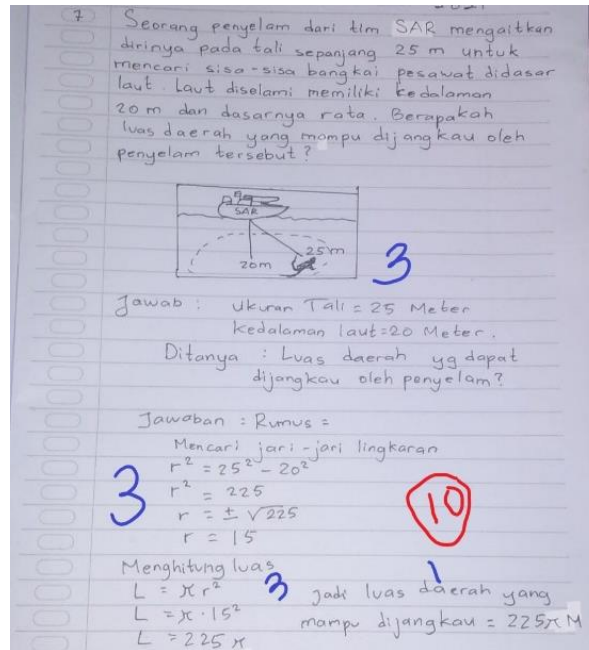 7 Seorang penyelam dari tim SAR mengaitkan
dirinya pada tali sepanjang 25 m untuk
mencari sisa-sisa bangkai pesawat didasar
laut. Laut diselami memiliki kedalaman
20 m dan dasarnya rata. Berapakah
luas daerah yang mampu dijangkau oleh
penyelam tersebut?
SAR
25 m
20m
3
Jawab : Ukuran Tali = 25 Meter
kedalaman laut = 20 Meter.
Ditanya : Luas daerah yg dapat
dijangkau oleh penyelam?
Jawaban : Rumus =
Mencari jari-jari lingkaran
r² = 25² - 20²
3 r² = 225
r = ± √225
10
r = 15
Menghitung luas
1
L = π r² 3 Jadi luas daerah yang
L = π · 15² mampu dijangkau = 225π M
L = 225 π